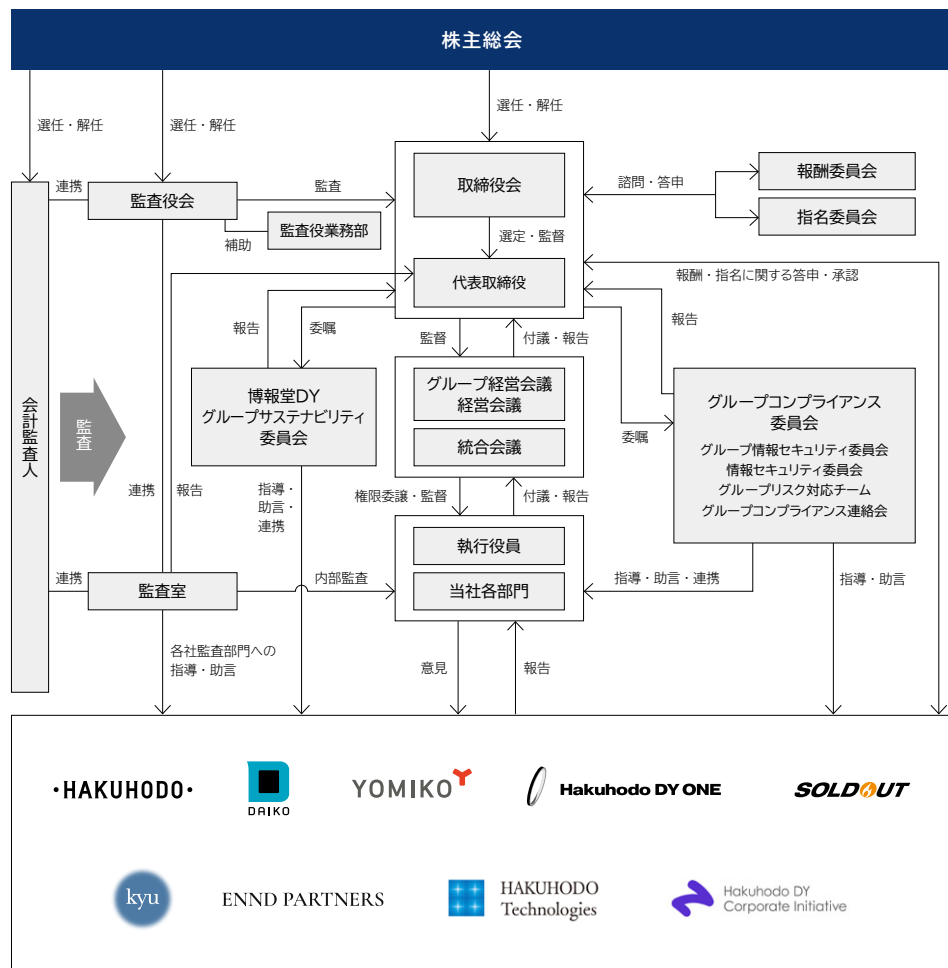 株主総会
選任・解任
選任・解任
選任・解任
連携
監査役会
監査
取締役会
諮問・答申
報酬委員会
指名委員会
補助
監査役業務部
選定・監督
代表取締役
報酬・指名に関する答申・承認
報告
委嘱
監督
付議・報告
報告
会計監査人
監査
博報堂DY
グループサステナビリティ
委員会
グループ経営会議
経営会議
統合会議
委嘱
グループコンプライアンス
委員会
グループ情報セキュリティ委員会
情報セキュリティ委員会
グループリスク対応チーム
グループコンプライアンス連絡会
連携
報告
指導・
助言・
連携
権限委譲・監督
付議・報告
連携
監査室
内部監査
執行役員
当社各部門
指導・助言・連携
指導・助言
各社監査部門への
指導・助言
意見
報告
・HAKUHODO・
DAIKO
YOMIKO
Hakuhodo DY ONE
SOLDOUT
kyu
ENND PARTNERS
HAKUHODO
Technologies
Hakuhodo DY
Corporate Initiative